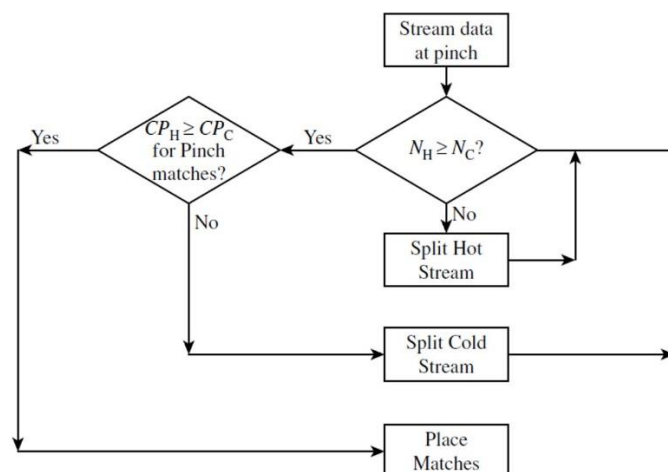 Stream data
at pinch
Yes
CP_H ≥ CP_C
for Pinch
matches?
Yes
N_H ≥ N_C?
No
No
Split Hot
Stream
Split Cold
Stream
Place
Matches